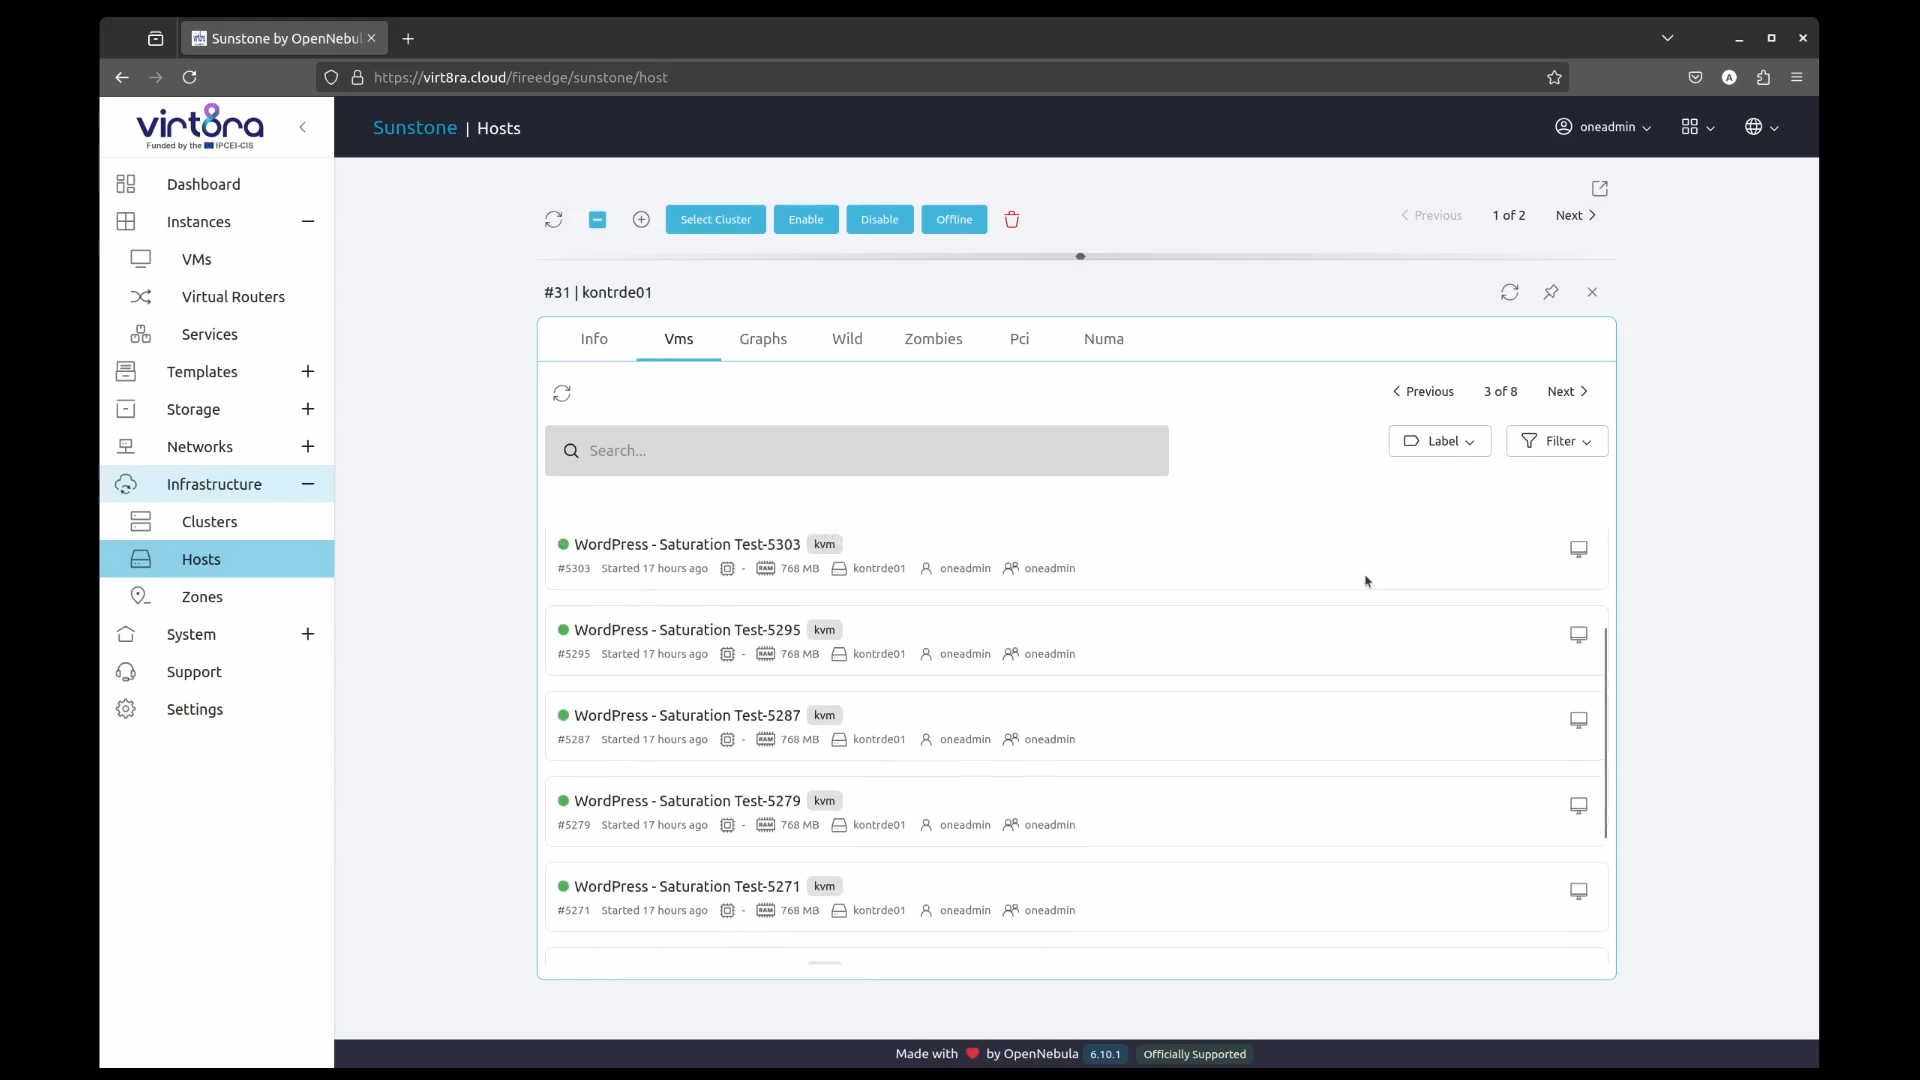 Sunstone by OpenNebul
https://virt8ra.cloud/fireedge/sunstone/host
A
virt8ra
Funded by the IPCEI-CIS
Sunstone | Hosts
oneadmin
Dashboard
Instances
VMs
Virtual Routers
Services
Templates
Storage
Networks
Infrastructure
Clusters
Hosts
Zones
System
Support
Settings
Select Cluster
Enable
Disable
Offline
Previous
1 of 2
Next
#31 | kontrde01
Info
Vms
Graphs
Wild
Zombies
Pci
Numa
Previous
3 of 8
Next
Search...
Label
Filter
WordPress - Saturation Test-5303 kvm
#5303 Started 17 hours ago - RAM 768 MB kontrde01 oneadmin oneadmin
WordPress - Saturation Test-5295 kvm
#5295 Started 17 hours ago - RAM 768 MB kontrde01 oneadmin oneadmin
WordPress - Saturation Test-5287 kvm
#5287 Started 17 hours ago - RAM 768 MB kontrde01 oneadmin oneadmin
WordPress - Saturation Test-5279 kvm
#5279 Started 17 hours ago - RAM 768 MB kontrde01 oneadmin oneadmin
WordPress - Saturation Test-5271 kvm
#5271 Started 17 hours ago - RAM 768 MB kontrde01 oneadmin oneadmin
Made with ❤ by OpenNebula 6.10.1 Officially Supported